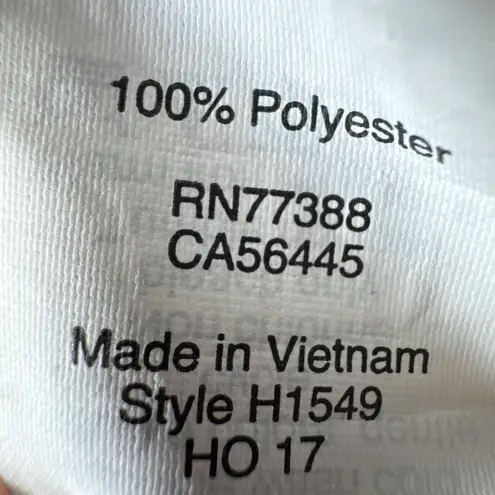 100% Polyester
RN77388
CA56445
Made in Vietnam
Style H1549
HO 17